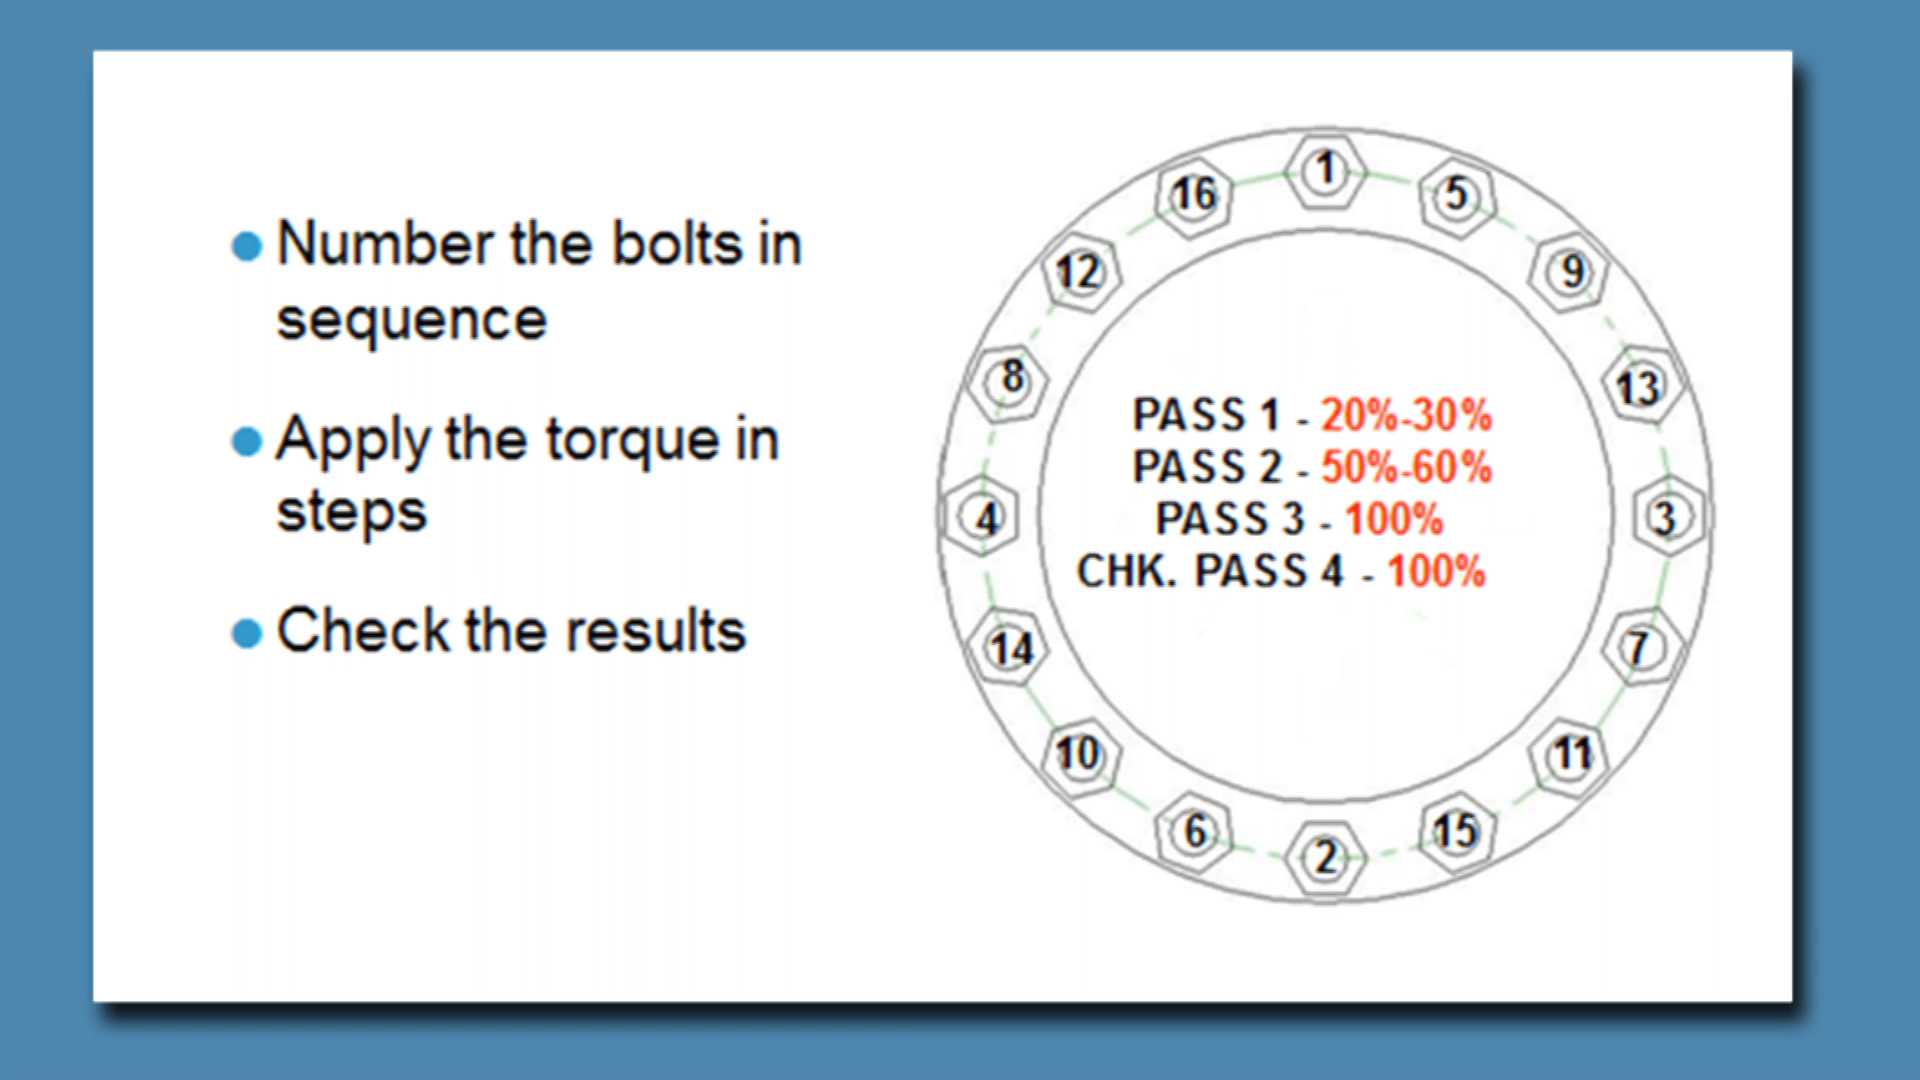 Number the bolts in
sequence
Apply the torque in
steps
Check the results
1
5
9
13
3
7
11
15
2
6
10
14
4
8
12
16
PASS 1 - 20%-30%
PASS 2 - 50%-60%
PASS 3 - 100%
CHK. PASS 4 - 100%